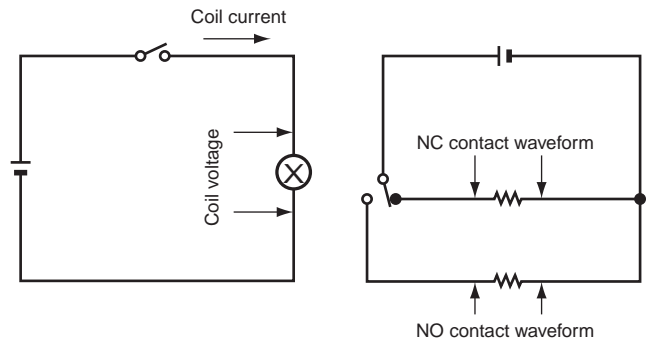 Coil current
Coil voltage
X
NC contact waveform
NO contact waveform